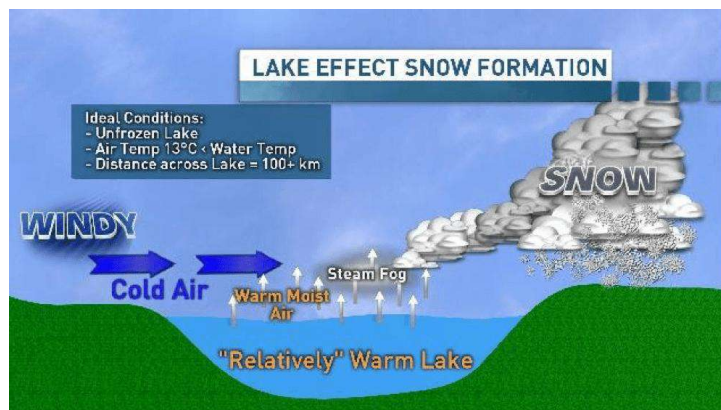 LAKE EFFECT SNOW FORMATION
Ideal Conditions:
- Unfrozen Lake
- Air Temp 13°C < Water Temp
- Distance across Lake = 100+ km
SNOW
WINDY
Cold Air
Steam Fog
Warm Moist
Air
"Relatively" Warm Lake